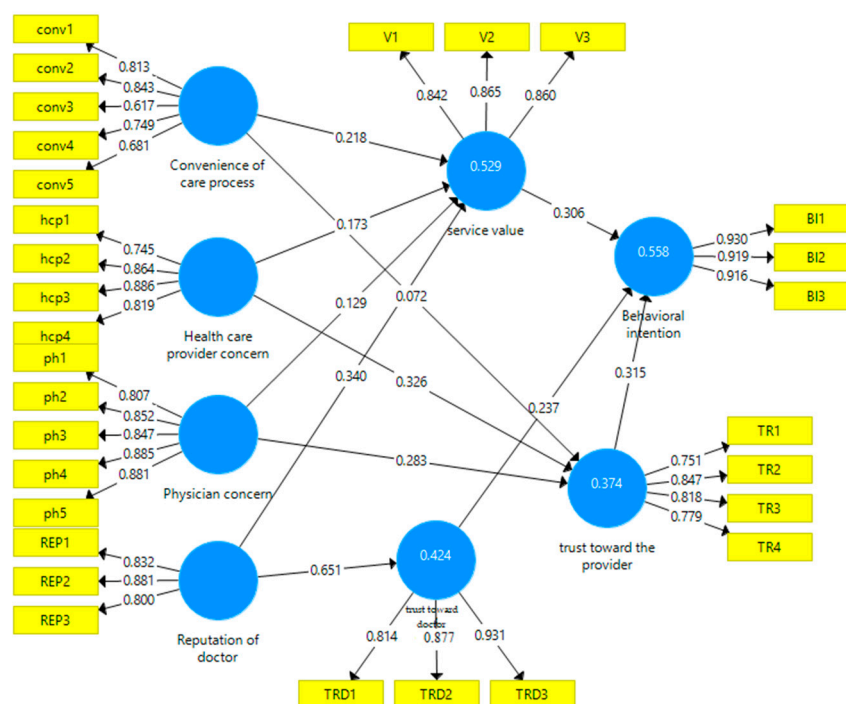 conv1
conv2
conv3
conv4
conv5
0.813
0.843
0.617
0.749
0.681
Convenience of
care process
hcp1
hcp2
hcp3
hcp4
0.745
0.864
0.886
0.819
Health care
provider concern
ph1
ph2
ph3
ph4
ph5
0.807
0.852
0.847
0.885
0.881
Physician concern
REP1
REP2
REP3
0.832
0.881
0.800
Reputation of
doctor
V1
V2
V3
0.842
0.865
0.860
0.529
service value
0.218
0.173
0.129
0.072
0.340
0.326
0.283
0.651
0.306
0.237
0.315
0.558
Behavioral
intention
0.930
0.919
0.916
BI1
BI2
BI3
0.374
trust toward the
provider
0.751
0.847
0.818
0.779
TR1
TR2
TR3
TR4
0.424
trust toward
doctor
0.814
0.877
0.931
TRD1
TRD2
TRD3